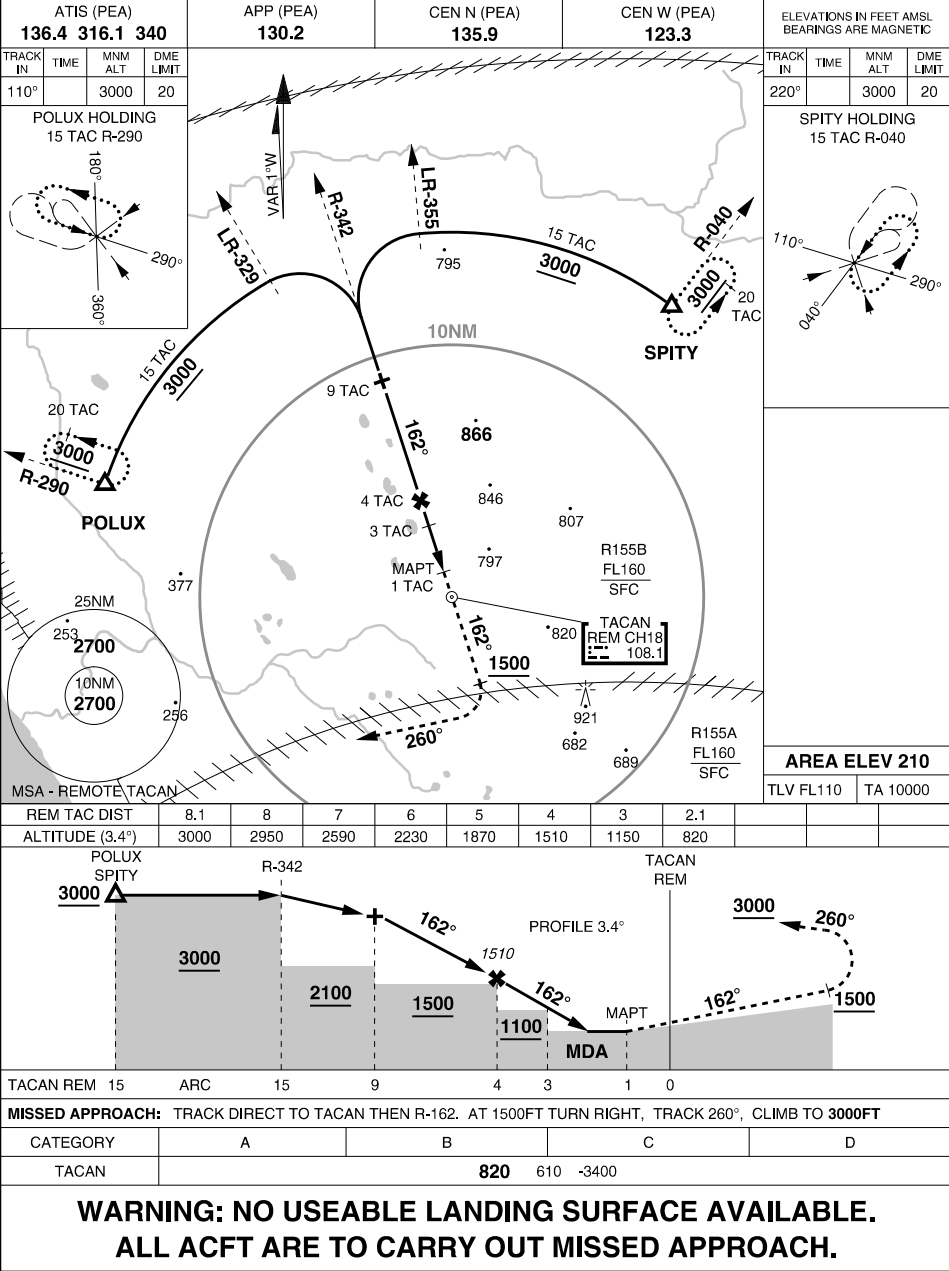 ATIS (PEA)
136.4 316.1 340
APP (PEA)
130.2
CEN N (PEA)
135.9
CEN W (PEA)
123.3
ELEVATIONS IN FEET AMSL
BEARINGS ARE MAGNETIC
TRACK IN TIME MNM ALT DME LIMIT
110° 3000 20
POLUX HOLDING
15 TAC R-290
180°
290°
360°
TRACK IN TIME MNM ALT DME LIMIT
220° 3000 20
SPITY HOLDING
15 TAC R-040
110°
290°
040°
VAR 1°W
LR-329
R-342
LR-355
R-040
795
15 TAC
3000
3000
20 TAC
SPITY
10NM
15 TAC
3000
9 TAC
20 TAC
3000
R-290
POLUX
162°
866
4 TAC
846
3 TAC
807
MAPT
1 TAC
797
R155B
FL160
SFC
377
25NM
253
2700
10NM
2700
256
MSA - REMOTE TACAN
TACAN
REM CH18
108.1
820
162°
1500
260°
921
682
689
R155A
FL160
SFC
AREA ELEV 210
TLV FL110 TA 10000
REM TAC DIST 8.1 8 7 6 5 4 3 2.1
ALTITUDE (3.4°) 3000 2950 2590 2230 1870 1510 1150 820
POLUX
SPITY
R-342
TACAN
REM
3000
3000
260°
162°
PROFILE 3.4°
1510
3000
2100
1500
162°
1100
MAPT
162°
1500
MDA
TACAN REM 15 ARC 15 9 4 3 1 0
MISSED APPROACH: TRACK DIRECT TO TACAN THEN R-162. AT 1500FT TURN RIGHT, TRACK 260°, CLIMB TO 3000FT
CATEGORY A B C D
TACAN 820 610 -3400
WARNING: NO USEABLE LANDING SURFACE AVAILABLE.
ALL ACFT ARE TO CARRY OUT MISSED APPROACH.